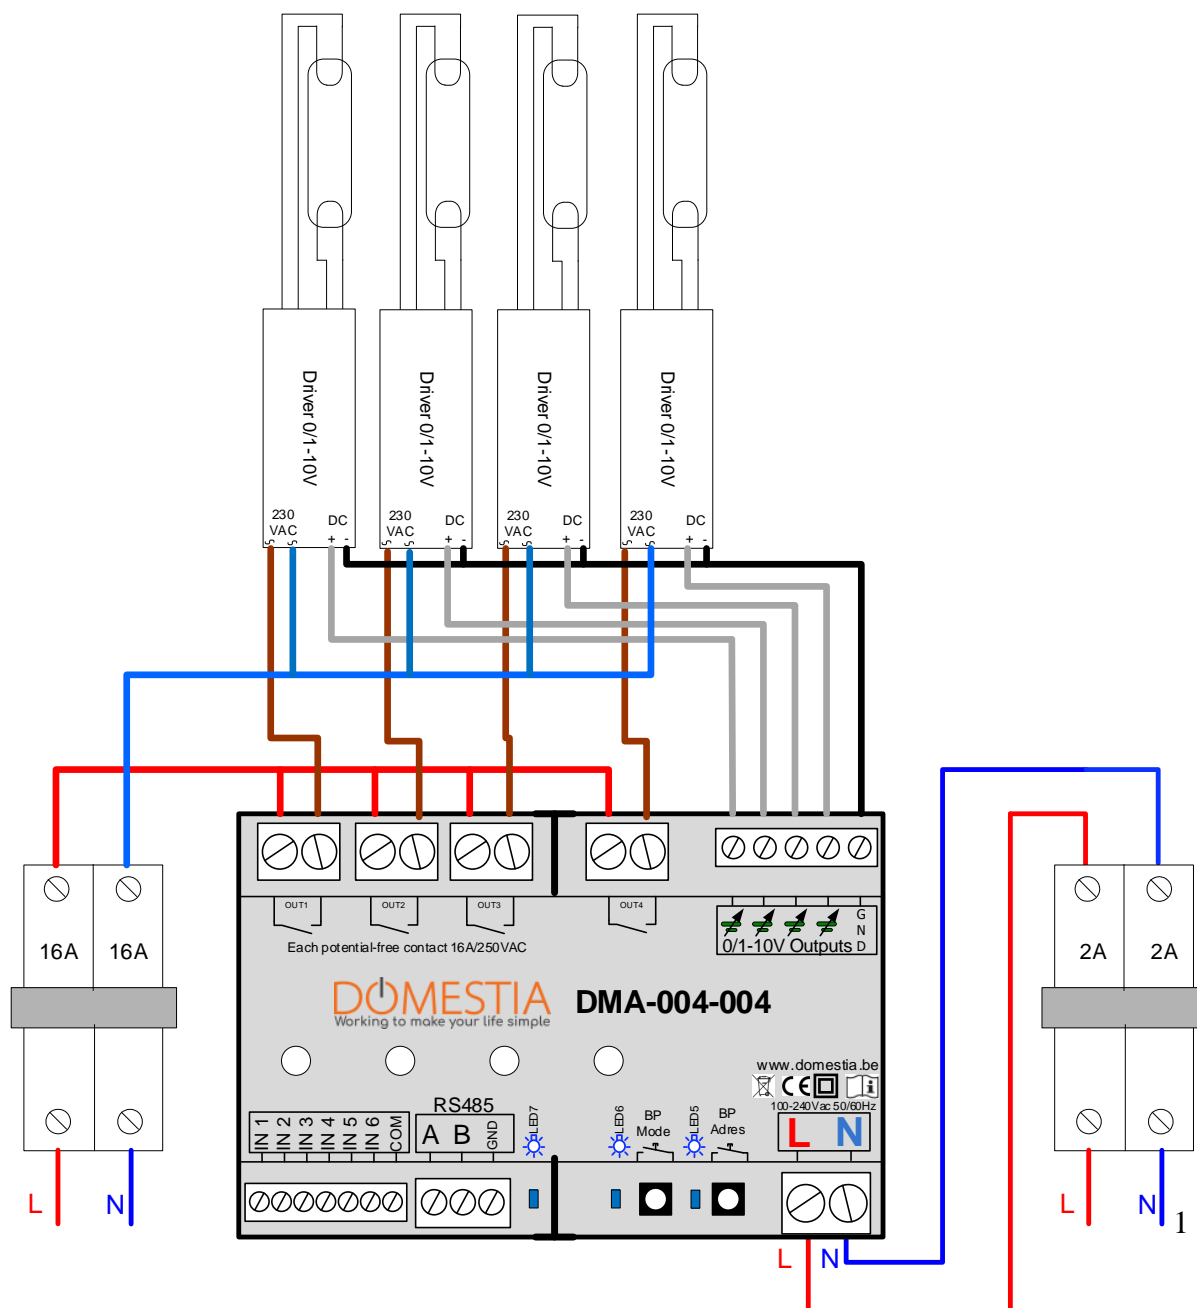 Driver 0/1-10V
Driver 0/1-10V
Driver 0/1-10V
Driver 0/1-10V
230
VAC
DC
+ -
230
VAC
DC
+ -
230
VAC
DC
+ -
230
VAC
DC
+ -
OUT1
OUT2
OUT3
OUT4
Each potential-free contact 16A/250VAC
GND
0/1-10V Outputs
16A
16A
2A
2A
DOMESTIA
Working to make your life simple
DMA-004-004
www.domestia.be
CE
i
100-240Vac 50/60Hz
L N
RS485
IN 1
IN 2
IN 3
IN 4
IN 5
IN 6
COM
A
B
GND
LED7
LED6
BP
Mode
LED5
BP
Adres
L
N
L
N
1
L
N